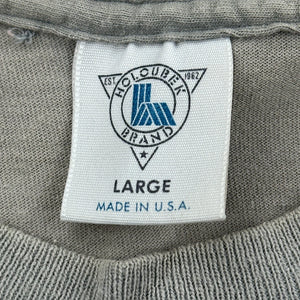 EST. 1962
HOLOUBEK
BRAND
LARGE
MADE IN U.S.A.